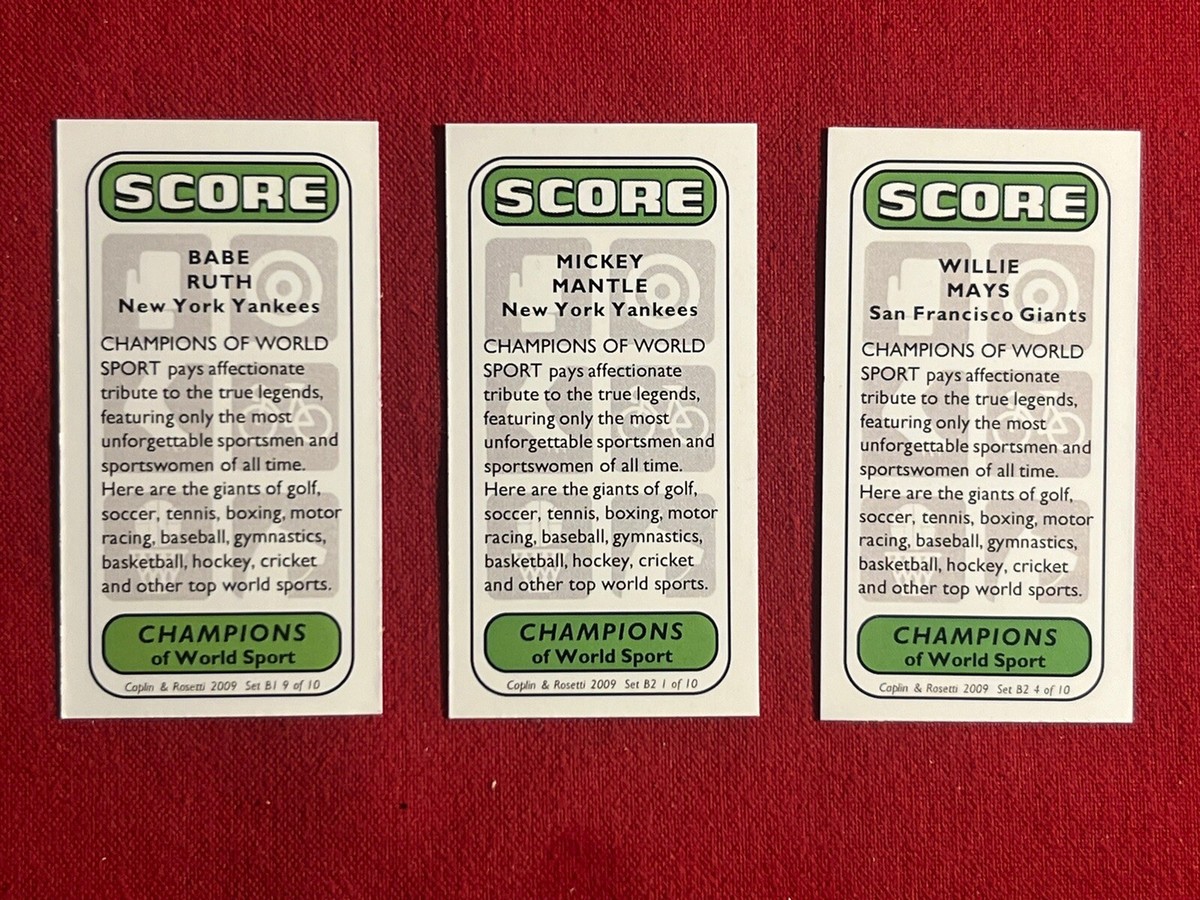 SCORE
BABE
RUTH
New York Yankees
CHAMPIONS OF WORLD
SPORT pays affectionate
tribute to the true legends,
featuring only the most
unforgettable sportsmen and
sportswomen of all time.
Here are the giants of golf,
soccer, tennis, boxing, motor
racing, baseball, gymnastics,
basketball, hockey, cricket
and other top world sports.
CHAMPIONS
of World Sport
Caplin & Rosetti 2009 Set B1 9 of 10
SCORE
MICKEY
MANTLE
New York Yankees
CHAMPIONS OF WORLD
SPORT pays affectionate
tribute to the true legends,
featuring only the most
unforgettable sportsmen and
sportswomen of all time.
Here are the giants of golf,
soccer, tennis, boxing, motor
racing, baseball, gymnastics,
basketball, hockey, cricket
and other top world sports.
CHAMPIONS
of World Sport
Caplin & Rosetti 2009 Set B2 1 of 10
SCORE
WILLIE
MAYS
San Francisco Giants
CHAMPIONS OF WORLD
SPORT pays affectionate
tribute to the true legends,
featuring only the most
unforgettable sportsmen and
sportswomen of all time.
Here are the giants of golf,
soccer, tennis, boxing, motor
racing, baseball, gymnastics,
basketball, hockey, cricket
and other top world sports.
CHAMPIONS
of World Sport
Caplin & Rosetti 2009 Set B2 4 of 10